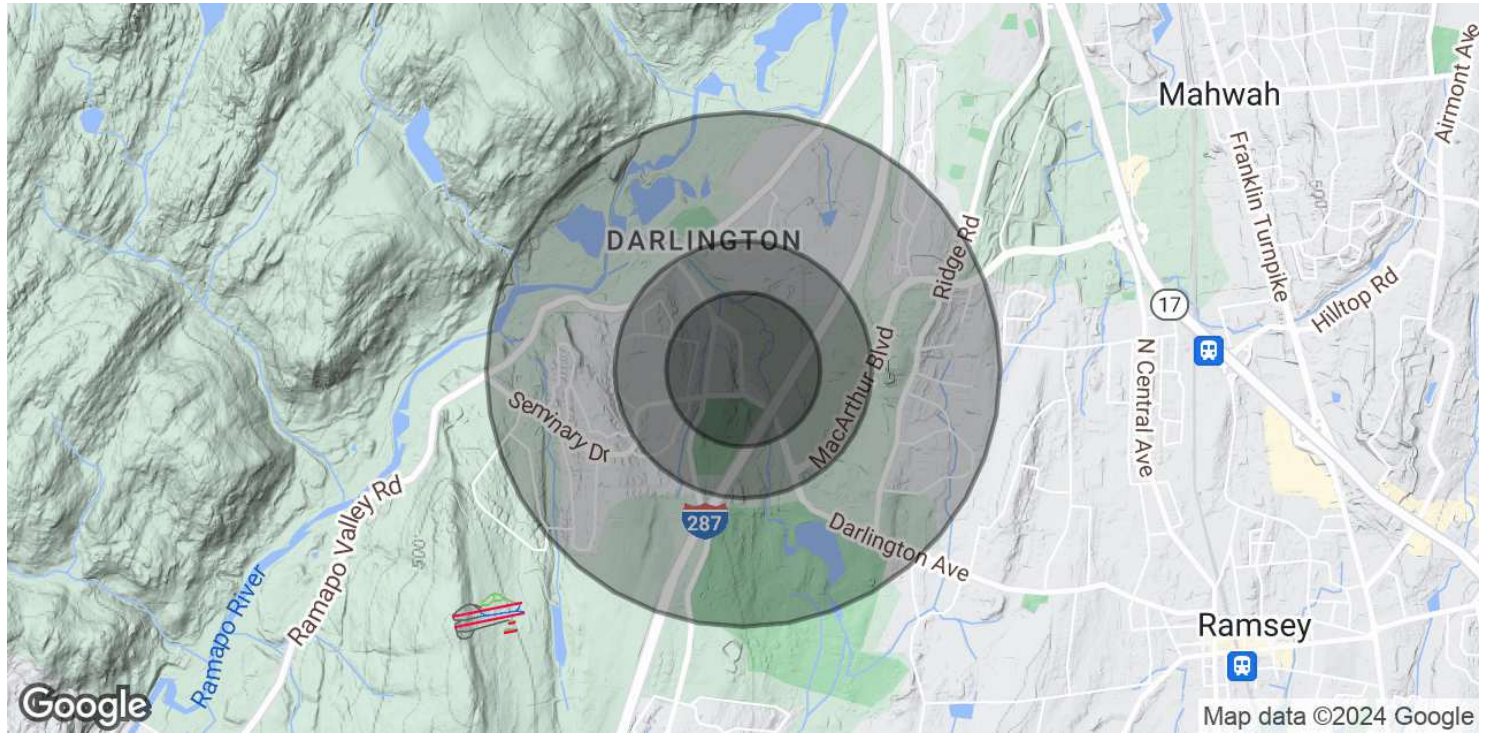 Mahwah
Airmont Ave
Franklin Turnpike
500
DARLINGTON
Ridge Rd
Hilltop Rd
17
MacArthur Blvd
N Central Ave
Seminary Dr
287
Darlington Ave
Ramapo Valley Rd
500
Ramapo River
Ramsey
Google
Map data ©2024 Google